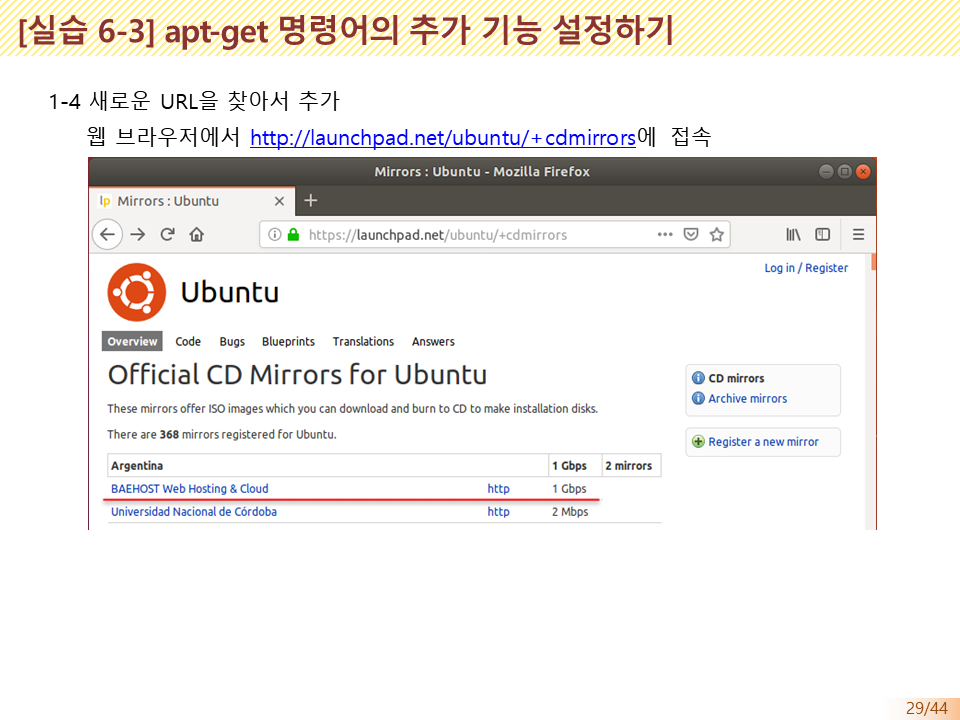 [실습 6-3] apt-get 명령어의 추가 기능 설정하기
1-4 새로운 URL을 찾아서 추가
웹 브라우저에서 http://launchpad.net/ubuntu/+cdmirrors에 접속
Mirrors : Ubuntu - Mozilla Firefox
lp Mirrors : Ubuntu
https://launchpad.net/ubuntu/+cdmirrors
Log in / Register
Ubuntu
Overview Code Bugs Blueprints Translations Answers
Official CD Mirrors for Ubuntu
CD mirrors
Archive mirrors
These mirrors offer ISO images which you can download and burn to CD to make installation disks.
There are 368 mirrors registered for Ubuntu.
Register a new mirror
Argentina 1 Gbps 2 mirrors
BAEHOST Web Hosting & Cloud http 1 Gbps
Universidad Nacional de Córdoba http 2 Mbps
29/44